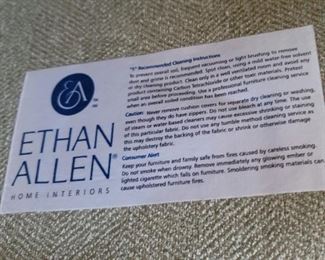 EA
ETHAN
ALLEN®
HOME INTERIORS
"S" Recommended Cleaning Instructions
To prevent overall soil, frequent vacuuming or light brushing to remove
dust and grime is recommended. Spot clean, using a mild water-free solvent
or dry cleaning product. Clean only in a well ventilated room and avoid any
product containing Carbon Tetrachloride or other toxic materials. Pretest
small area before proceeding. Use a professional furniture cleaning service
when an overall soiled condition has been reached.
Caution: Never remove cushion covers for separate dry cleaning or washing,
even though they do have zippers. Do not use bleach at any time. The use
of steam or water-based cleaners may cause excessive shrinking or staining
of this particular fabric. Do not use any tumble method cleaning services as
this may destroy the backing of the fabric or shrink or otherwise damage
the upholstery fabric.
Consumer Alert
Keep your furniture and family safe from fires caused by careless smoking.
Do not smoke when drowsy. Remove immediately any glowing ember or
lighted cigarette which falls on furniture. Smoldering smoking materials can
cause upholstered furniture fires.